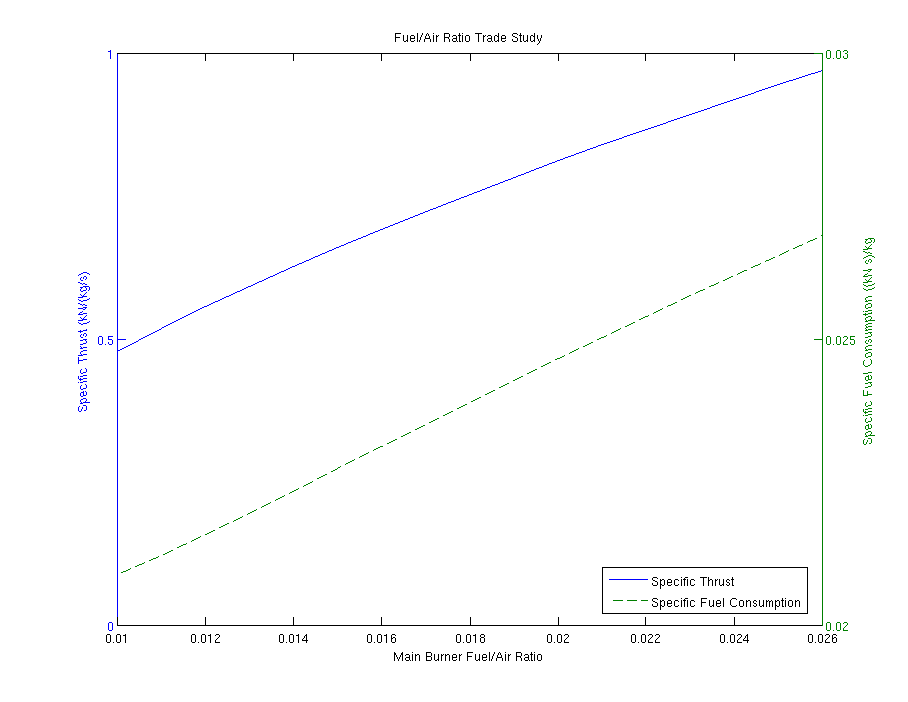 Fuel/Air Ratio Trade Study
1
0.5
0
Specific Thrust (kN/(kg/s)
0.03
0.025
0.02
Specific Fuel Consumption ((kN s)/kg
Specific Thrust
Specific Fuel Consumption
0.01 0.012 0.014 0.016 0.018 0.02 0.022 0.024 0.026
Main Burner Fuel/Air Ratio